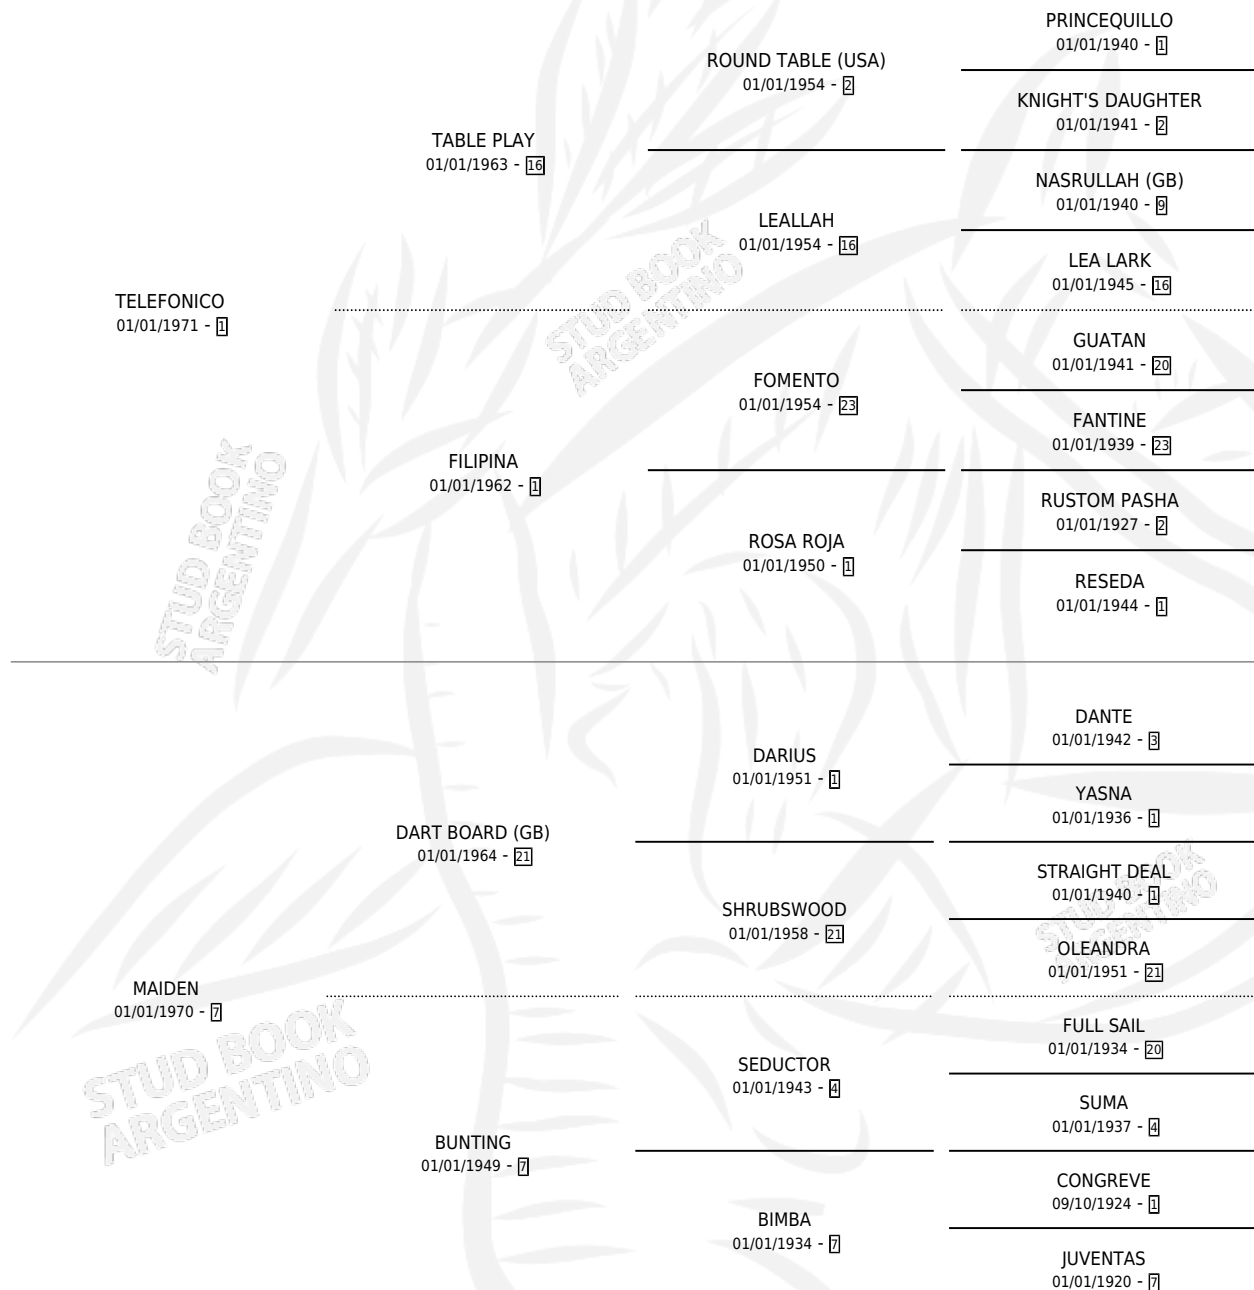 PRINCEQUILLO
01/01/1940 - 1
ROUND TABLE (USA)
01/01/1954 - 2
KNIGHT'S DAUGHTER
01/01/1941 - 2
TABLE PLAY
01/01/1963 - 16
NASRULLAH (GB)
01/01/1940 - 9
LEALLAH
01/01/1954 - 16
LEA LARK
01/01/1945 - 16
TELEFONICO
01/01/1971 - 1
GUATAN
01/01/1941 - 20
FOMENTO
01/01/1954 - 23
FANTINE
01/01/1939 - 23
FILIPINA
01/01/1962 - 1
RUSTOM PASHA
01/01/1927 - 2
ROSA ROJA
01/01/1950 - 1
RESEDA
01/01/1944 - 1
STUD BOOK
ARGENTINO
STUD BOOK
ARGENTINO
DANTE
01/01/1942 - 3
DARIUS
01/01/1951 - 1
YASNA
01/01/1936 - 1
DART BOARD (GB)
01/01/1964 - 21
STRAIGHT DEAL
01/01/1940 - 1
SHRUBSWOOD
01/01/1958 - 21
OLEANDRA
01/01/1951 - 21
STUD BOOK
ARGENTINO
MAIDEN
01/01/1970 - 7
FULL SAIL
01/01/1934 - 20
SEDUCTOR
01/01/1943 - 4
SUMA
01/01/1937 - 4
BUNTING
01/01/1949 - 7
CONGREVE
09/10/1924 - 1
BIMBA
01/01/1934 - 7
JUVENTAS
01/01/1920 - 7
STUD BOOK
ARGENTINO